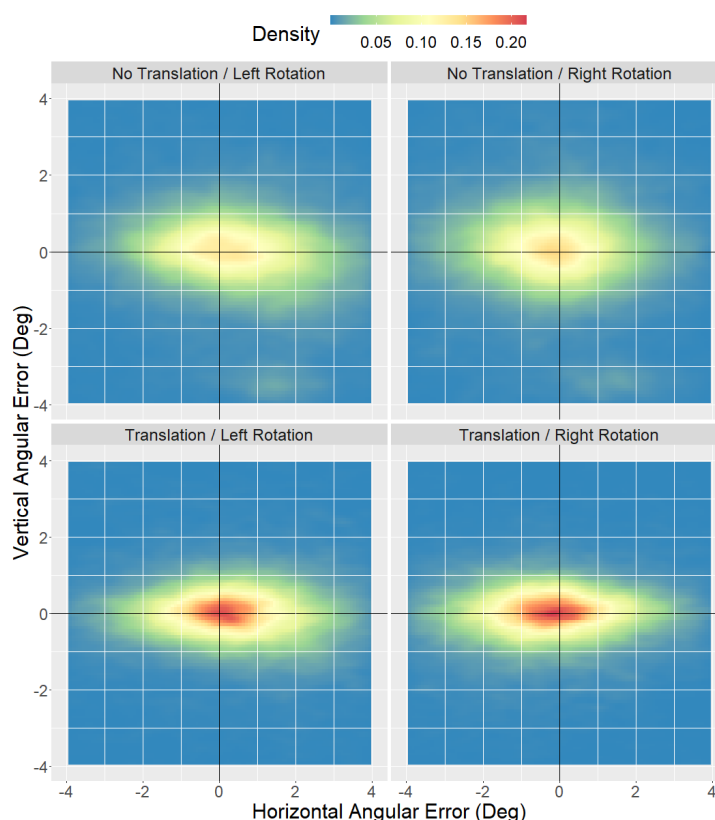 Density
0.05 0.10 0.15 0.20
No Translation / Left Rotation
No Translation / Right Rotation
4
2
0
-2
-4
Translation / Left Rotation
Translation / Right Rotation
4
2
0
-2
-4
-4 -2 0 2 4
-4 -2 0 2 4
Vertical Angular Error (Deg)
Horizontal Angular Error (Deg)